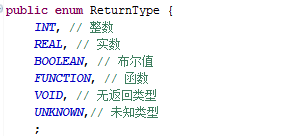 public enum ReturnType {
INT, // 整数
REAL, // 实数
BOOLEAN, // 布尔值
FUNCTION, // 函数
VOID, // 无返回类型
UNKNOWN,// 未知类型
;